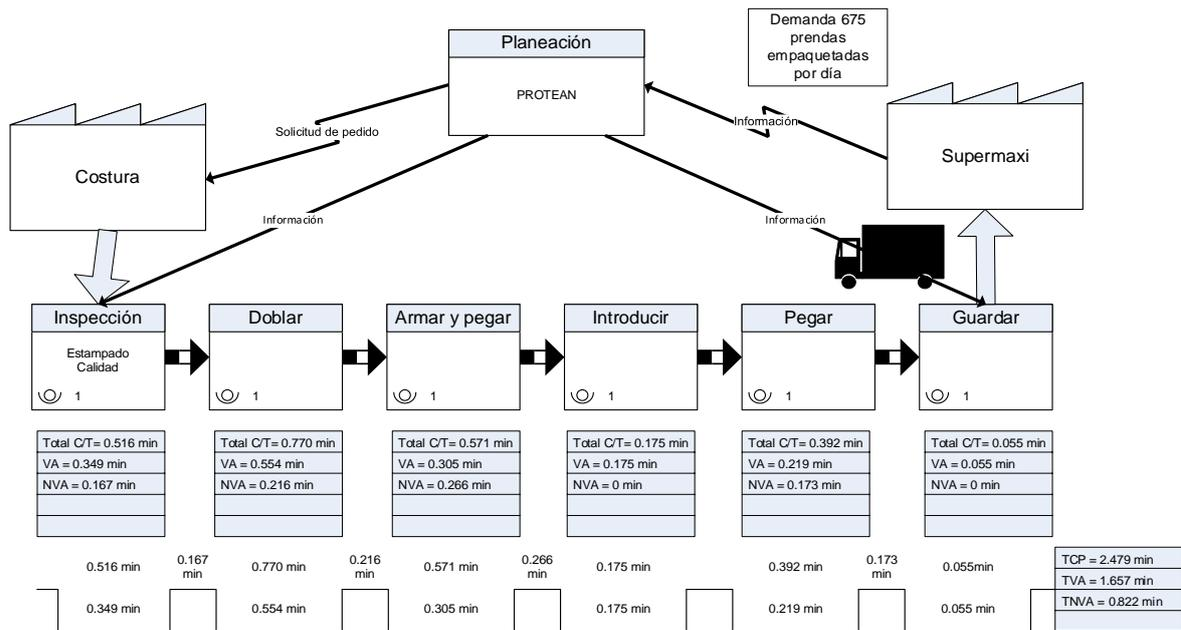 Demanda 675
prendas
empaquetadas
por día
Planeación
PROTEAN
Información
Solicitud de pedido
Costura
Supermaxi
Información
Información
Inspección
Doblar
Armar y pegar
Introducir
Pegar
Guardar
Estampado
Calidad
1
1
1
1
1
1
Total C/T= 0.516 min
VA = 0.349 min
NVA = 0.167 min
Total C/T= 0.770 min
VA = 0.554 min
NVA = 0.216 min
Total C/T= 0.571 min
VA = 0.305 min
NVA = 0.266 min
Total C/T= 0.175 min
VA = 0.175 min
NVA = 0 min
Total C/T= 0.392 min
VA = 0.219 min
NVA = 0.173 min
Total C/T= 0.055 min
VA = 0.055 min
NVA = 0 min
0.516 min
0.167
min
0.770 min
0.216
min
0.571 min
0.266
min
0.175 min
0.392 min
0.173
min
0.055min
0.349 min
0.554 min
0.305 min
0.175 min
0.219 min
0.055 min
TCP = 2.479 min
TVA = 1.657 min
TNVA = 0.822 min